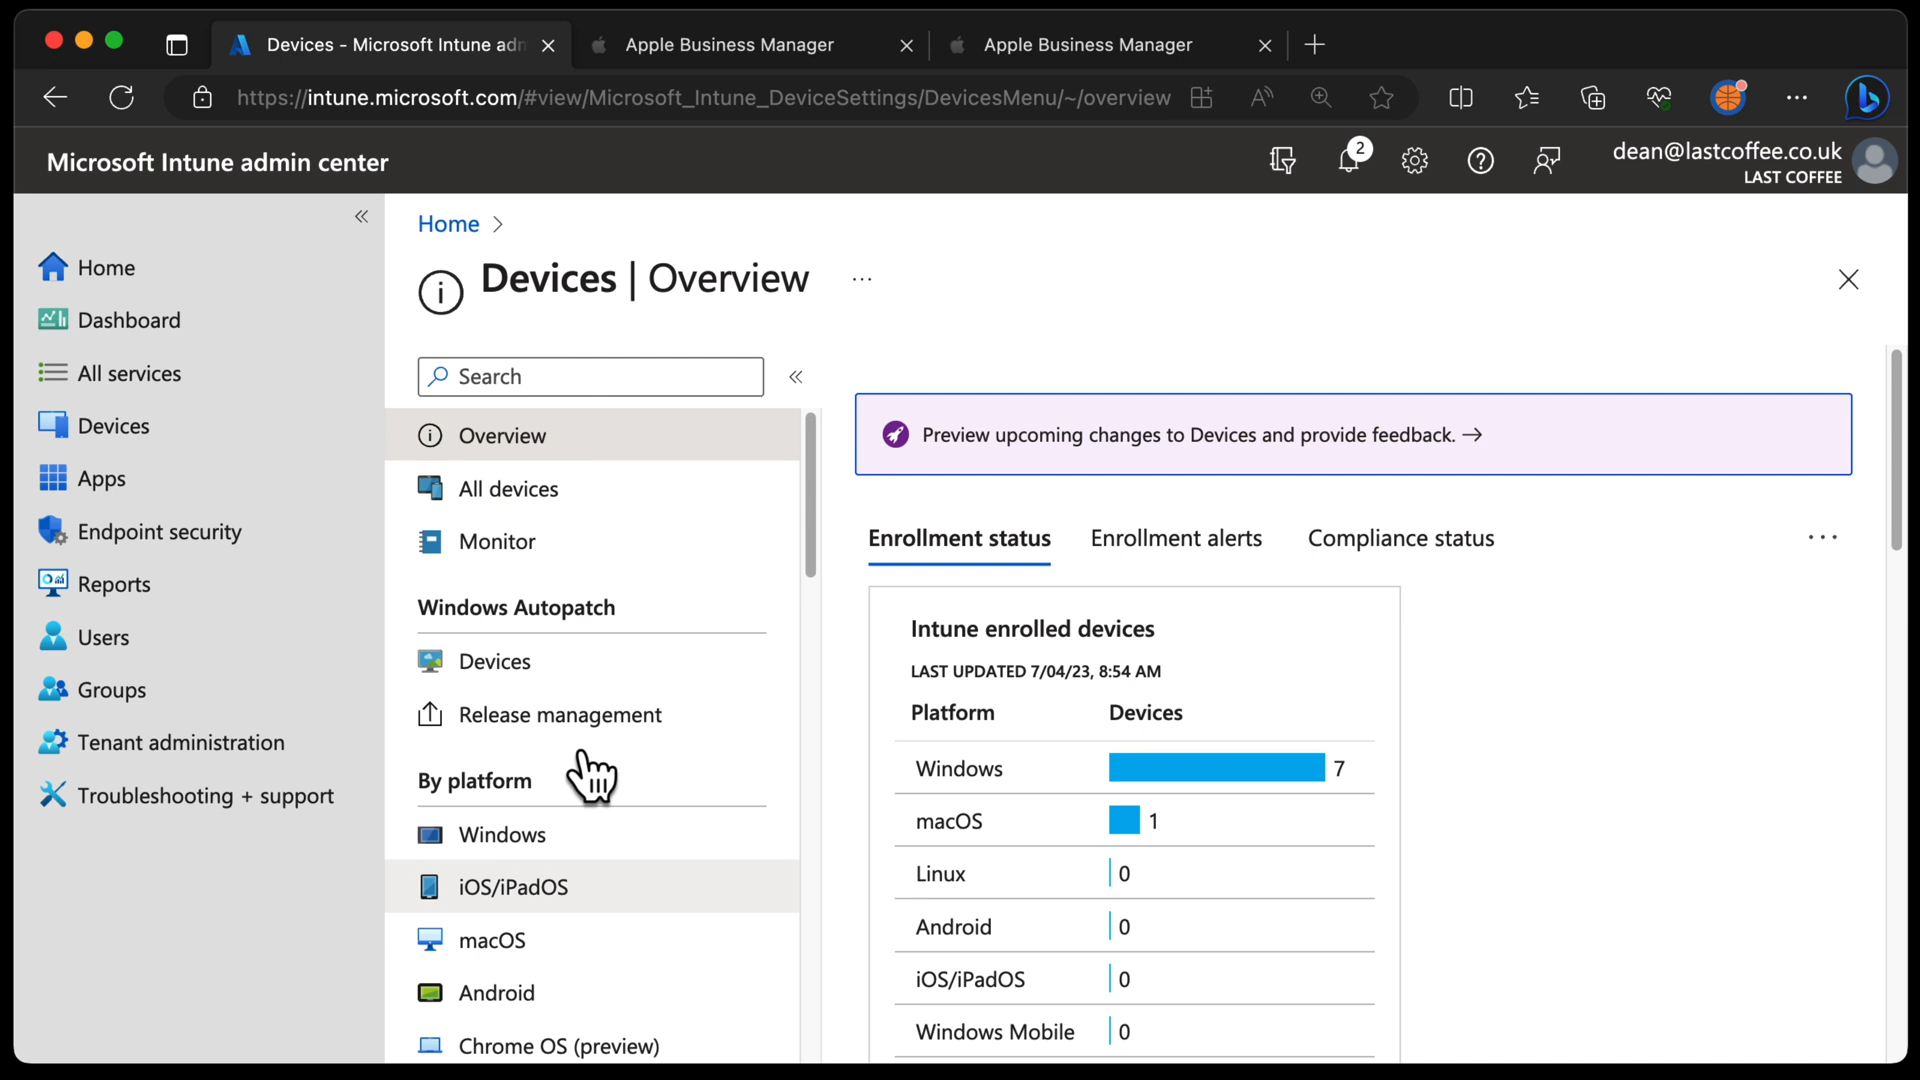 Devices - Microsoft Intune adn
Apple Business Manager
Apple Business Manager
https://intune.microsoft.com/#view/Microsoft_Intune_DeviceSettings/DevicesMenu/~/overview
Microsoft Intune admin center
2
dean@lastcoffee.co.uk
LAST COFFEE
Home
Dashboard
All services
Devices
Apps
Endpoint security
Reports
Users
Groups
Tenant administration
Troubleshooting + support
Home >
Devices | Overview ...
Search
Overview
All devices
Monitor
Windows Autopatch
Devices
Release management
By platform
Windows
iOS/iPadOS
macOS
Android
Chrome OS (preview)
Preview upcoming changes to Devices and provide feedback. →
Enrollment status Enrollment alerts Compliance status ...
Intune enrolled devices
LAST UPDATED 7/04/23, 8:54 AM
Platform Devices
Windows 7
macOS 1
Linux 0
Android 0
iOS/iPadOS 0
Windows Mobile 0